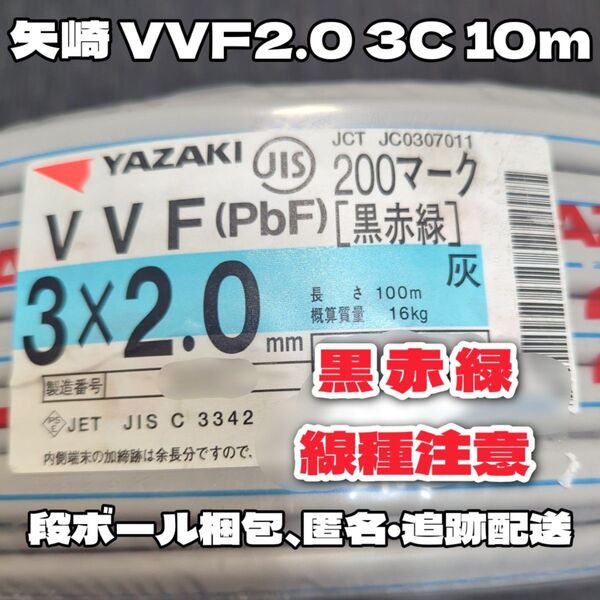 矢崎 VVF2.0 3C 10m
YAZAKI
JIS
JCT JC0307011
200マーク
VVF(PbF)
[黒赤緑]
3×2.0mm
灰
長さ 100m
概算質量 16kg
黒赤緑
製造番号
PSE JET JIS C 3342
線種注意
内側端末の加締跡は余長分ですので、
段ボール梱包、匿名・追跡配送